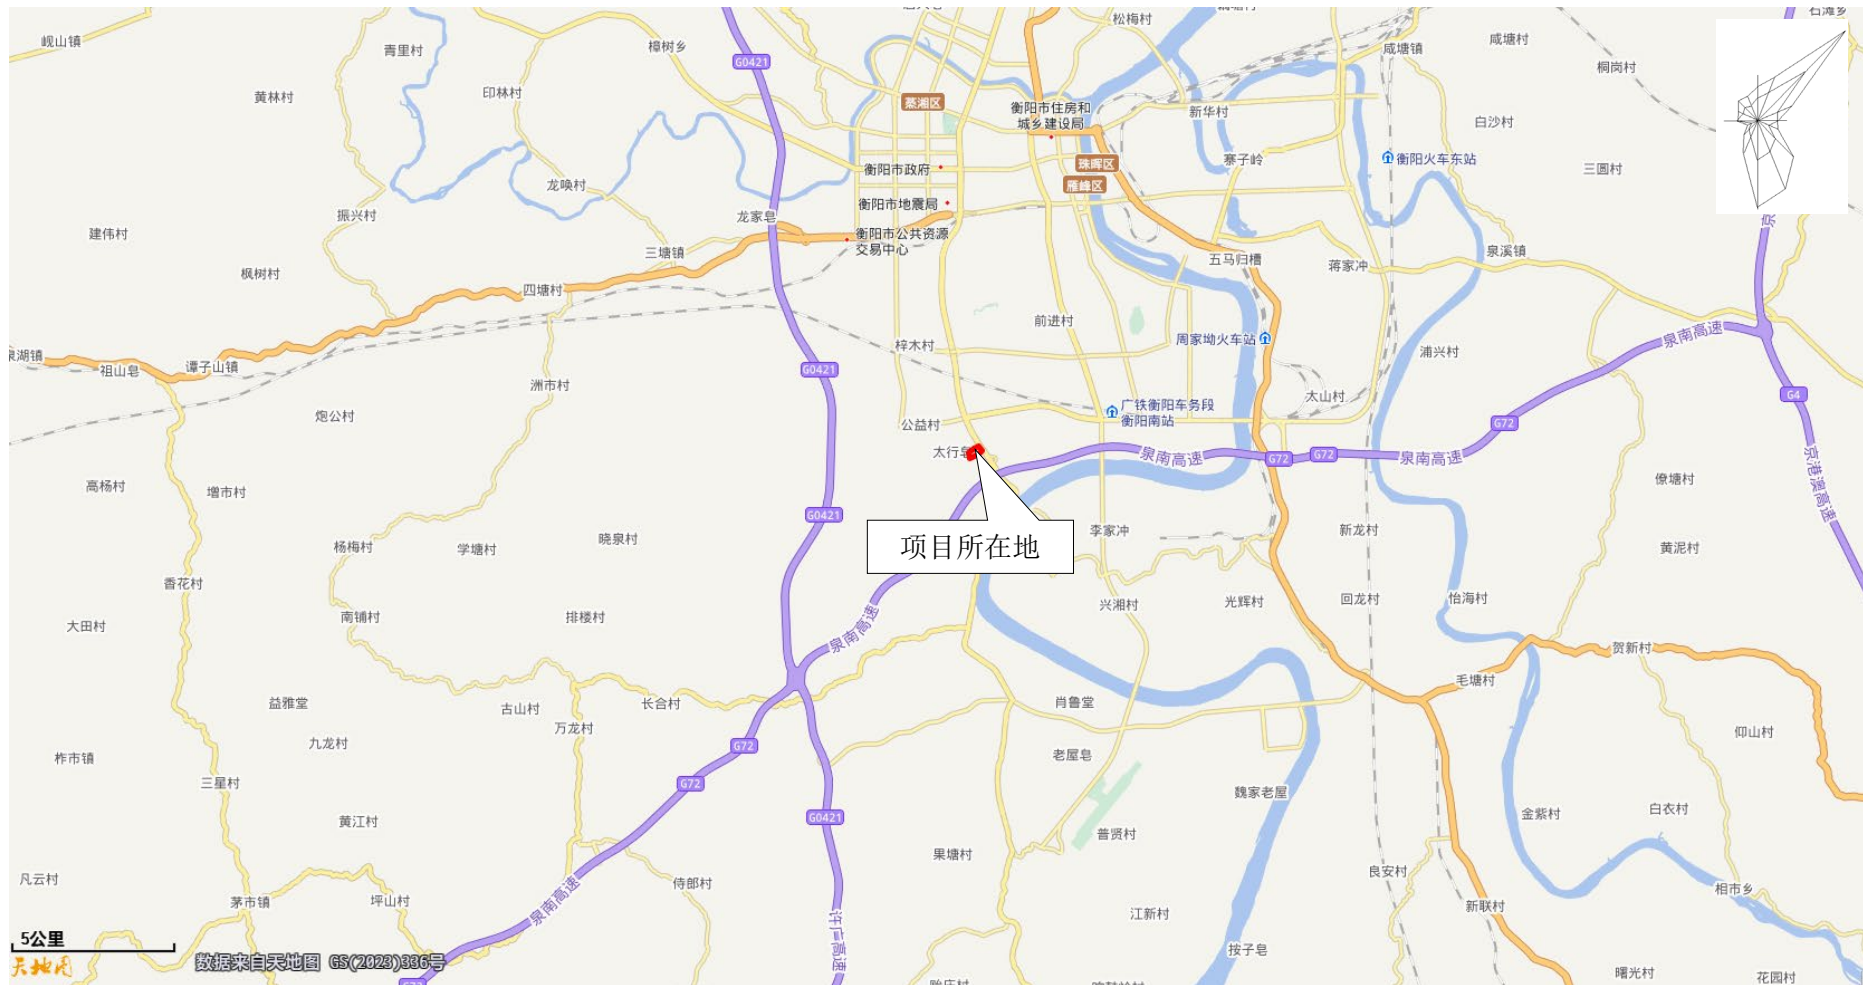 松梅村
岘山镇
青里村
樟树乡
G0421
咸塘镇
咸塘村
桐岗村
黄林村
印林村
蒸湘区
衡阳市住房和
城乡建设局
新华村
白沙村
衡阳市政府
珠晖区
雁峰区
寨子岭
衡阳火车东站
三圆村
龙唤村
衡阳市地震局
振兴村
龙家皂
建伟村
衡阳市公共资源
交易中心
三塘镇
五马归槽
蒋家冲
泉溪镇
枫树村
四塘村
前进村
周家坳火车站
泉南高速
梓木村
浦兴村
泉湖镇
祖山皂
谭子山镇
G0421
洲市村
太山村
G4
炮公村
广铁衡阳车务段
衡阳南站
公益村
G72
京港澳高速
太行皂
泉南高速
G72
G72
泉南高速
高杨村
增市村
僚塘村
G0421
李家冲
新龙村
项目所在地
杨梅村
学塘村
晓泉村
黄泥村
香花村
兴湘村
光辉村
回龙村
怡海村
大田村
南铺村
排楼村
泉南高速
贺新村
毛塘村
益雅堂
古山村
长合村
肖鲁堂
万龙村
九龙村
仰山村
柞市镇
G72
老屋皂
三星村
G72
魏家老屋
黄江村
G0421
普贤村
金紫村
白衣村
果塘村
凡云村
侍郎村
良安村
相市乡
茅市镇
坪山村
泉南高速
江新村
新联村
许广高速
5公里
按子皂
天地图
数据来自天地图 GS(2023)336号
曙光村
花园村